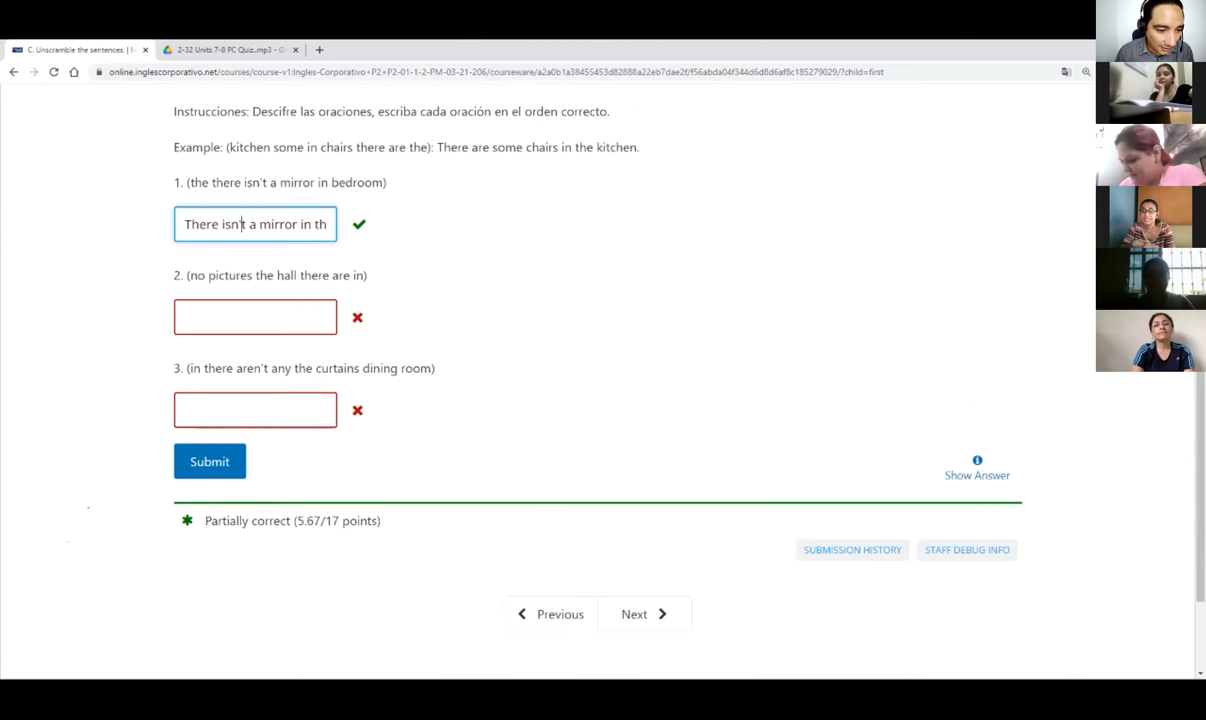 C. Unscramble the sentences. |
2-32 Units 7-8 PC Quiz.mp3 - G
online.inglescorporativo.net/courses/course-v1:Ingles-Corporativo+P2+P2-01-1-2-PM-03-21-206/courseware/a2a0b1a38455453d82888a22eb7dae2f/f56abda04f344d6d8d6af8c185279029/?child=first
Instrucciones: Descifre las oraciones, escriba cada oración en el orden correcto.
Example: (kitchen some in chairs there are the): There are some chairs in the kitchen.
1. (the there isn't a mirror in bedroom)
There isn't a mirror in th
2. (no pictures the hall there are in)
3. (in there aren't any the curtains dining room)
Submit
Show Answer
Partially correct (5.67/17 points)
SUBMISSION HISTORY
STAFF DEBUG INFO
Previous
Next